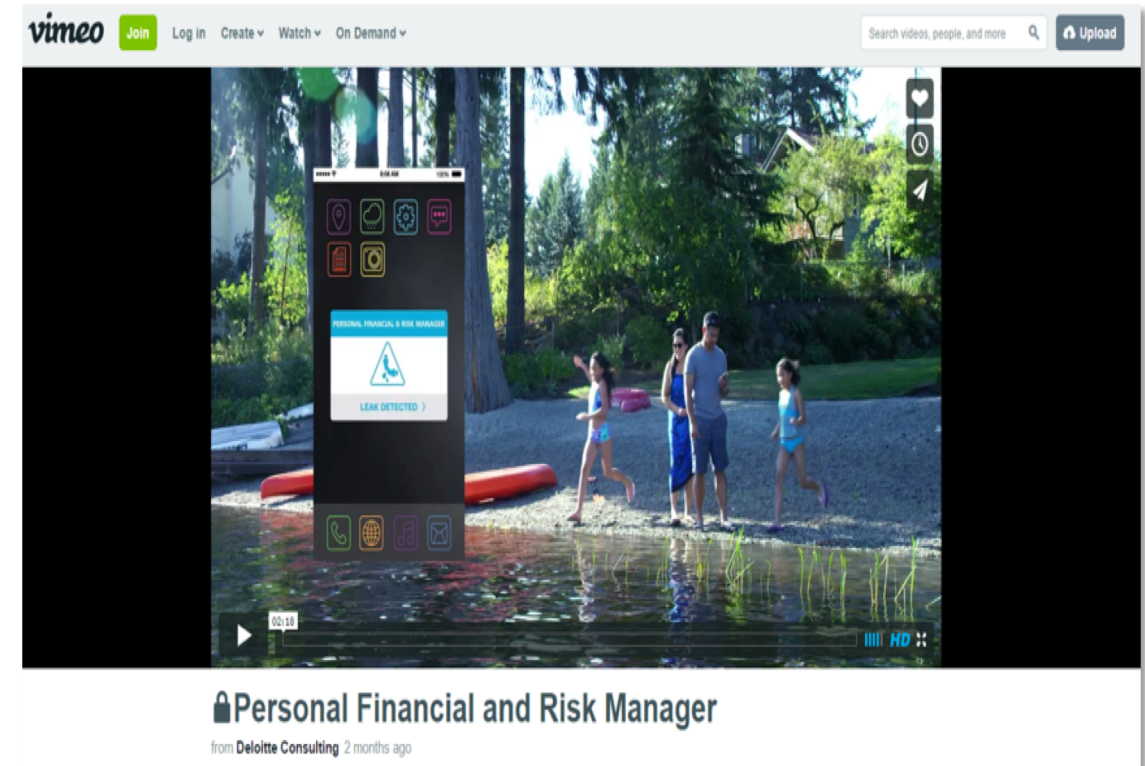 vimeo Join Log in Create Watch On Demand Search videos, people, and more Upload
8:08 AM 100%
PERSONAL FINANCIAL & RISK MANAGER
LEAK DETECTED
02:18
HD
Personal Financial and Risk Manager
from Deloitte Consulting 2 months ago